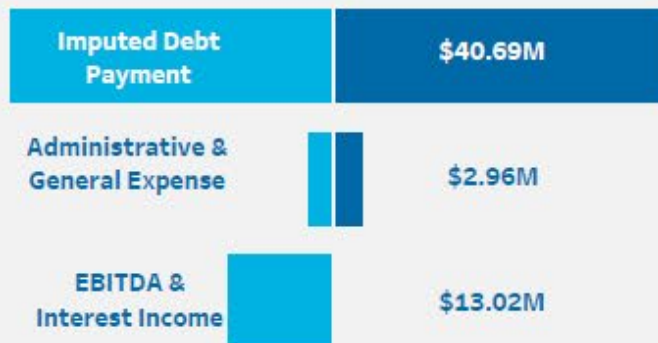 Imputed Debt
Payment
$40.69M
Administrative &
General Expense
$2.96M
EBITDA &
Interest Income
$13.02M